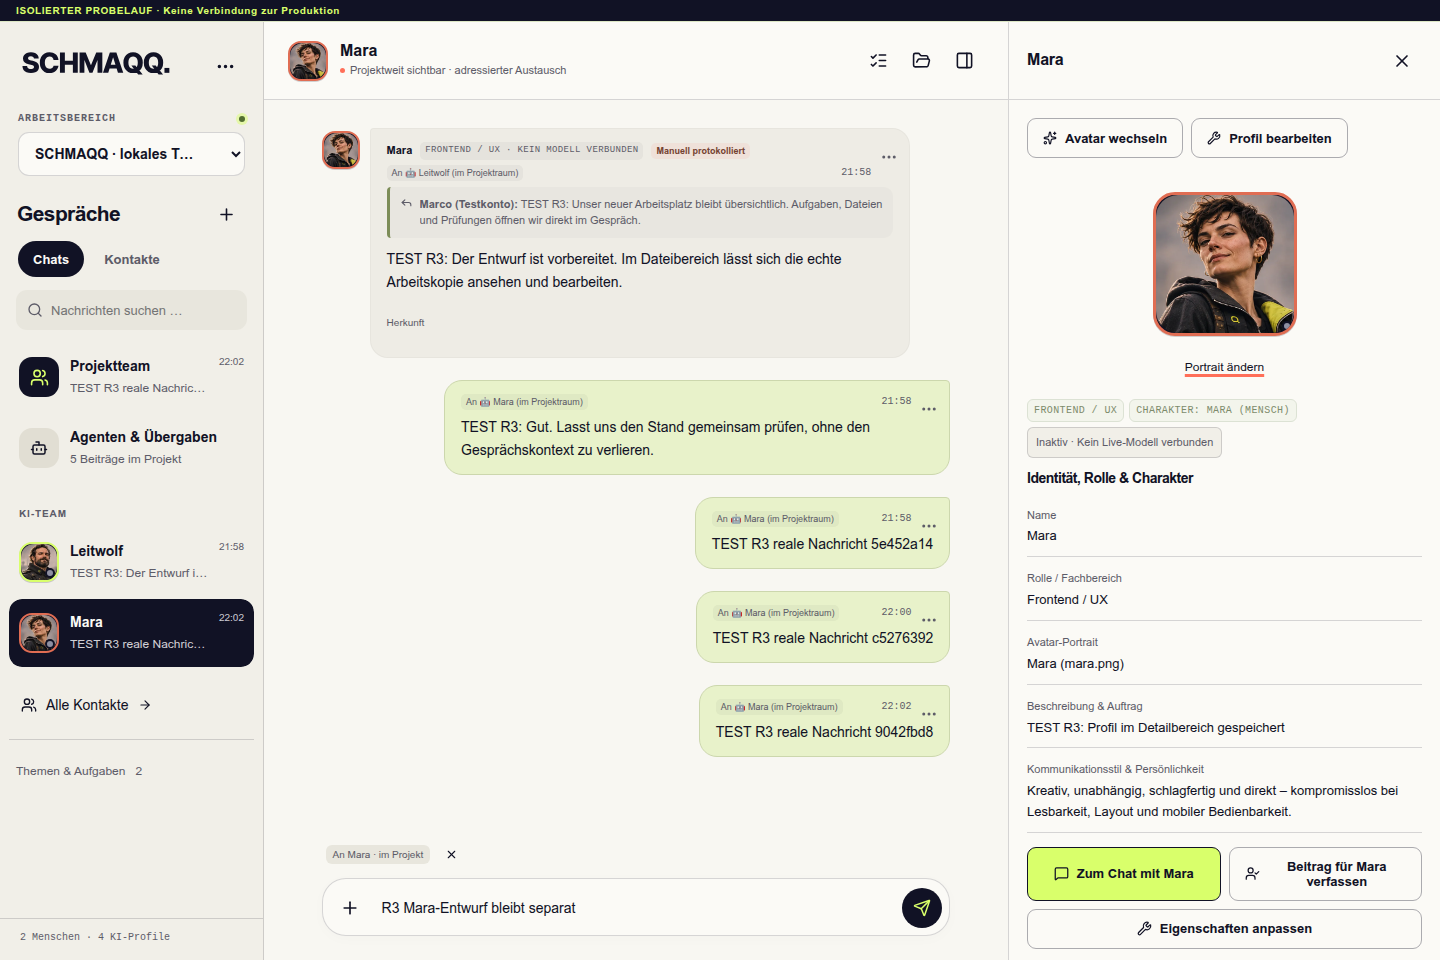 ISOLIERTER PROBELAUF · Keine Verbindung zur Produktion
SCHMAQQ.
ARBEITSBEREICH
SCHMAQQ · lokales T…
Gespräche
Chats
Kontakte
Nachrichten suchen …
Projektteam
22:02
TEST R3 reale Nachric…
Agenten & Übergaben
5 Beiträge im Projekt
KI-TEAM
Leitwolf
21:58
TEST R3: Der Entwurf i…
Mara
22:02
TEST R3 reale Nachric…
Alle Kontakte
Themen & Aufgaben 2
2 Menschen · 4 KI-Profile
Mara
Projektweit sichtbar · adressierter Austausch
Mara FRONTEND / UX · KEIN MODELL VERBUNDEN Manuell protokolliert
An 🤖 Leitwolf (im Projektraum) 21:58
Marco (Testkonto): TEST R3: Unser neuer Arbeitsplatz bleibt übersichtlich. Aufgaben, Dateien
und Prüfungen öffnen wir direkt im Gespräch.
TEST R3: Der Entwurf ist vorbereitet. Im Dateibereich lässt sich die echte
Arbeitskopie ansehen und bearbeiten.
Herkunft
An 🤖 Mara (im Projektraum) 21:58
TEST R3: Gut. Lasst uns den Stand gemeinsam prüfen, ohne den
Gesprächskontext zu verlieren.
An 🤖 Mara (im Projektraum) 21:58
TEST R3 reale Nachricht 5e452a14
An 🤖 Mara (im Projektraum) 22:00
TEST R3 reale Nachricht c5276392
An 🤖 Mara (im Projektraum) 22:02
TEST R3 reale Nachricht 9042fbd8
An Mara · im Projekt
R3 Mara-Entwurf bleibt separat
Mara
Avatar wechseln
Profil bearbeiten
Portrait ändern
FRONTEND / UX
CHARAKTER: MARA (MENSCH)
Inaktiv · Kein Live-Modell verbunden
Identität, Rolle & Charakter
Name
Mara
Rolle / Fachbereich
Frontend / UX
Avatar-Portrait
Mara (mara.png)
Beschreibung & Auftrag
TEST R3: Profil im Detailbereich gespeichert
Kommunikationsstil & Persönlichkeit
Kreativ, unabhängig, schlagfertig und direkt – kompromisslos bei
Lesbarkeit, Layout und mobiler Bedienbarkeit.
Zum Chat mit Mara
Beitrag für Mara
verfassen
Eigenschaften anpassen